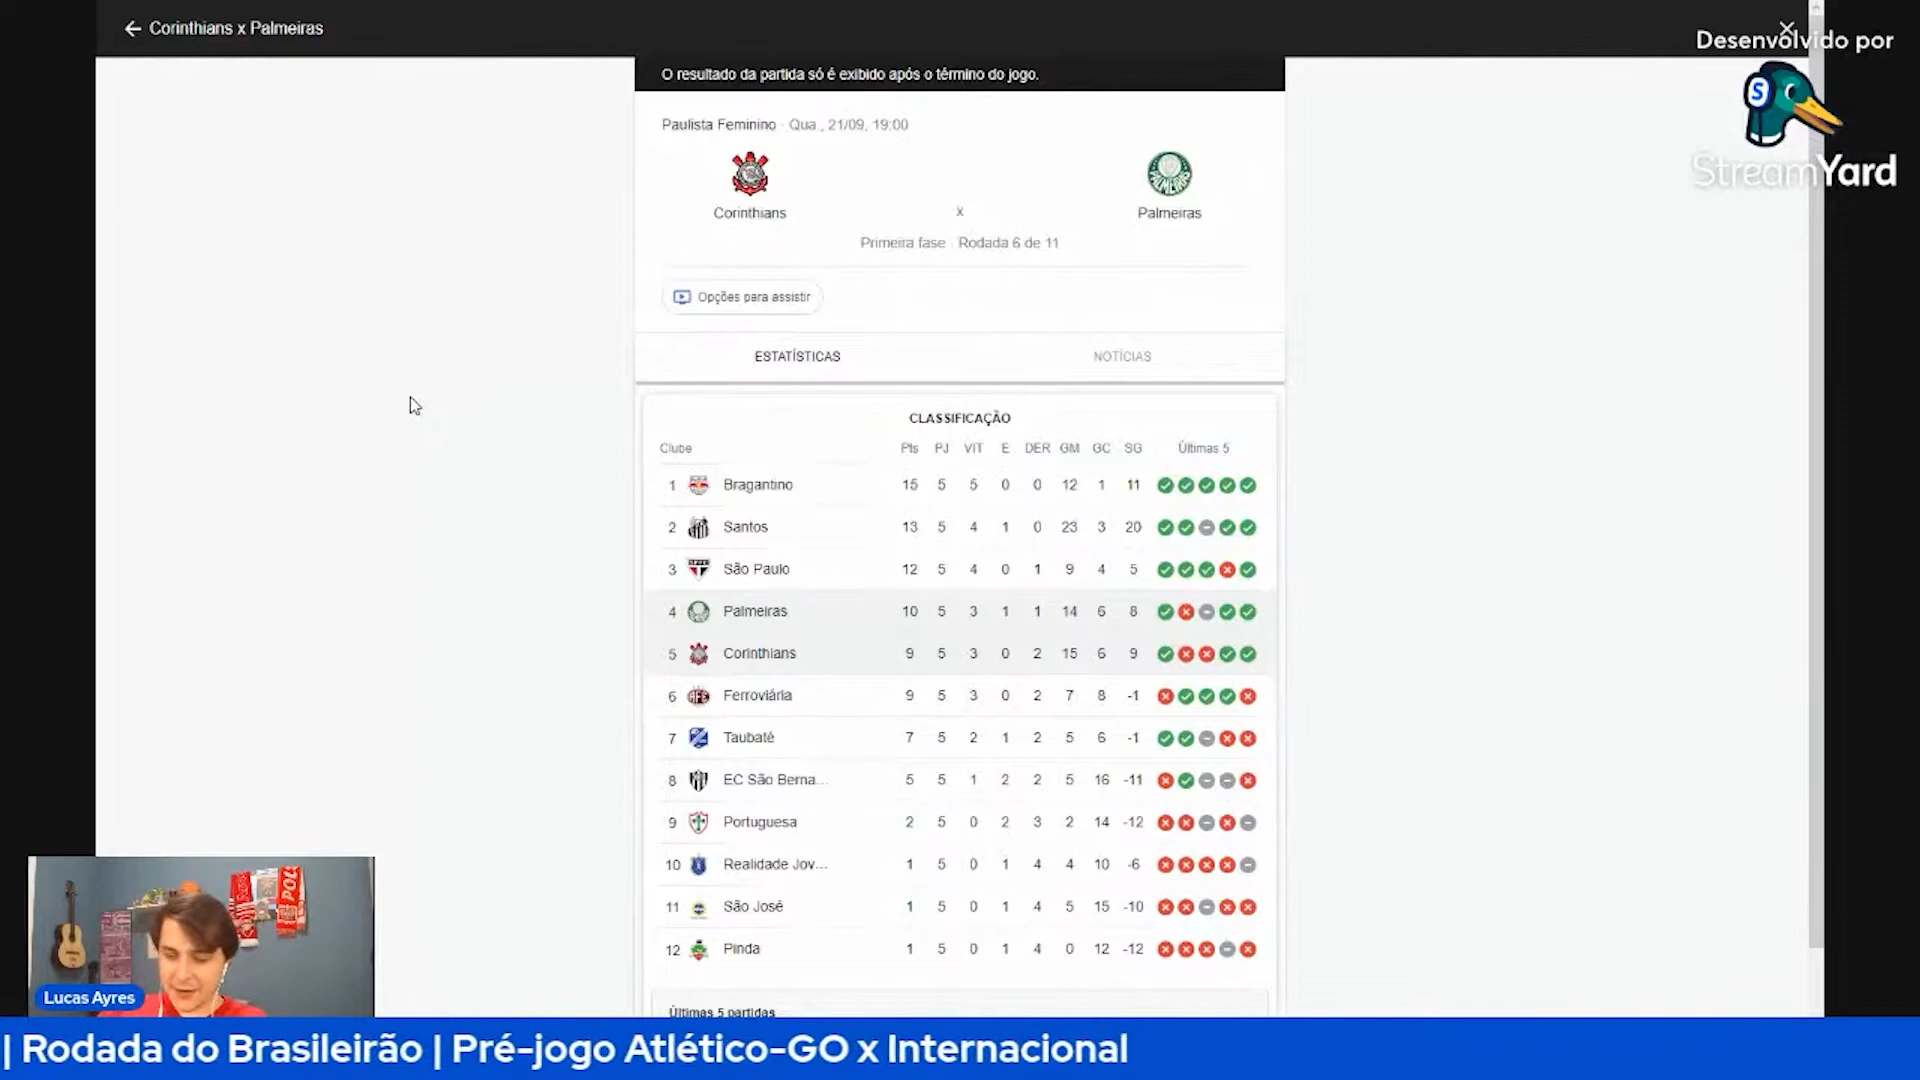 Corinthians x Palmeiras
Desenvolvido por
StreamYard
O resultado da partida só é exibido após o término do jogo.
Paulista Feminino · Qua., 21/09, 19:00
Corinthians x Palmeiras
Primeira fase · Rodada 6 de 11
Opções para assistir
ESTATÍSTICAS NOTÍCIAS
CLASSIFICAÇÃO
Clube Pts PJ VIT E DER GM GC SG Últimas 5
1 Bragantino 15 5 5 0 0 12 1 11
2 Santos 13 5 4 1 0 23 3 20
3 São Paulo 12 5 4 0 1 9 4 5
4 Palmeiras 10 5 3 1 1 14 6 8
5 Corinthians 9 5 3 0 2 15 6 9
6 Ferroviária 9 5 3 0 2 7 8 -1
7 Taubaté 7 5 2 1 2 5 6 -1
8 EC São Berna... 5 5 1 2 2 5 16 -11
9 Portuguesa 2 5 0 2 3 2 14 -12
10 Realidade Jov... 1 5 0 1 4 4 10 -6
11 São José 1 5 0 1 4 5 15 -10
12 Pinda 1 5 0 1 4 0 12 -12
Últimas 5 partidas
POL
Lucas Ayres
| Rodada do Brasileirão | Pré-jogo Atlético-GO x Internacional